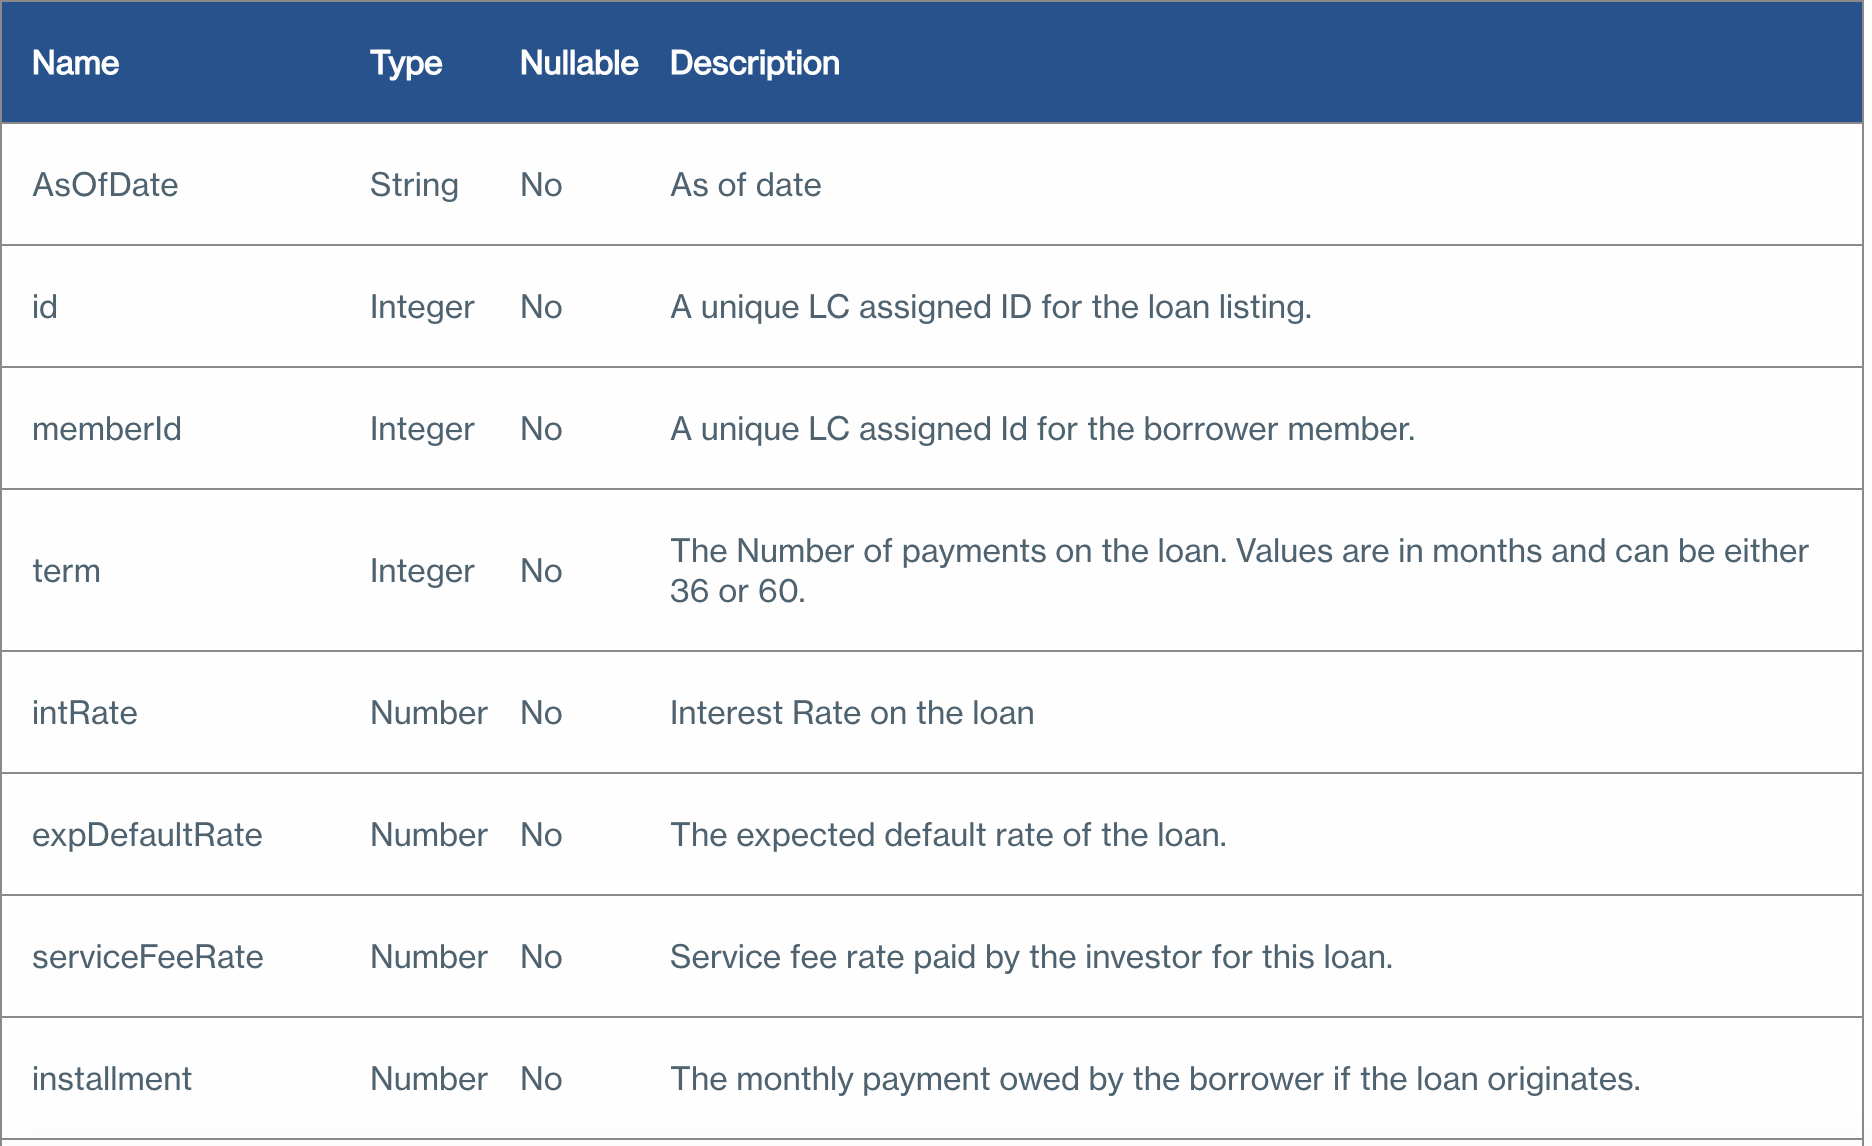 Name Type Nullable Description
AsOfDate String No As of date
id Integer No A unique LC assigned ID for the loan listing.
memberId Integer No A unique LC assigned Id for the borrower member.
term Integer No The Number of payments on the loan. Values are in months and can be either
36 or 60.
intRate Number No Interest Rate on the loan
expDefaultRate Number No The expected default rate of the loan.
serviceFeeRate Number No Service fee rate paid by the investor for this loan.
installment Number No The monthly payment owed by the borrower if the loan originates.